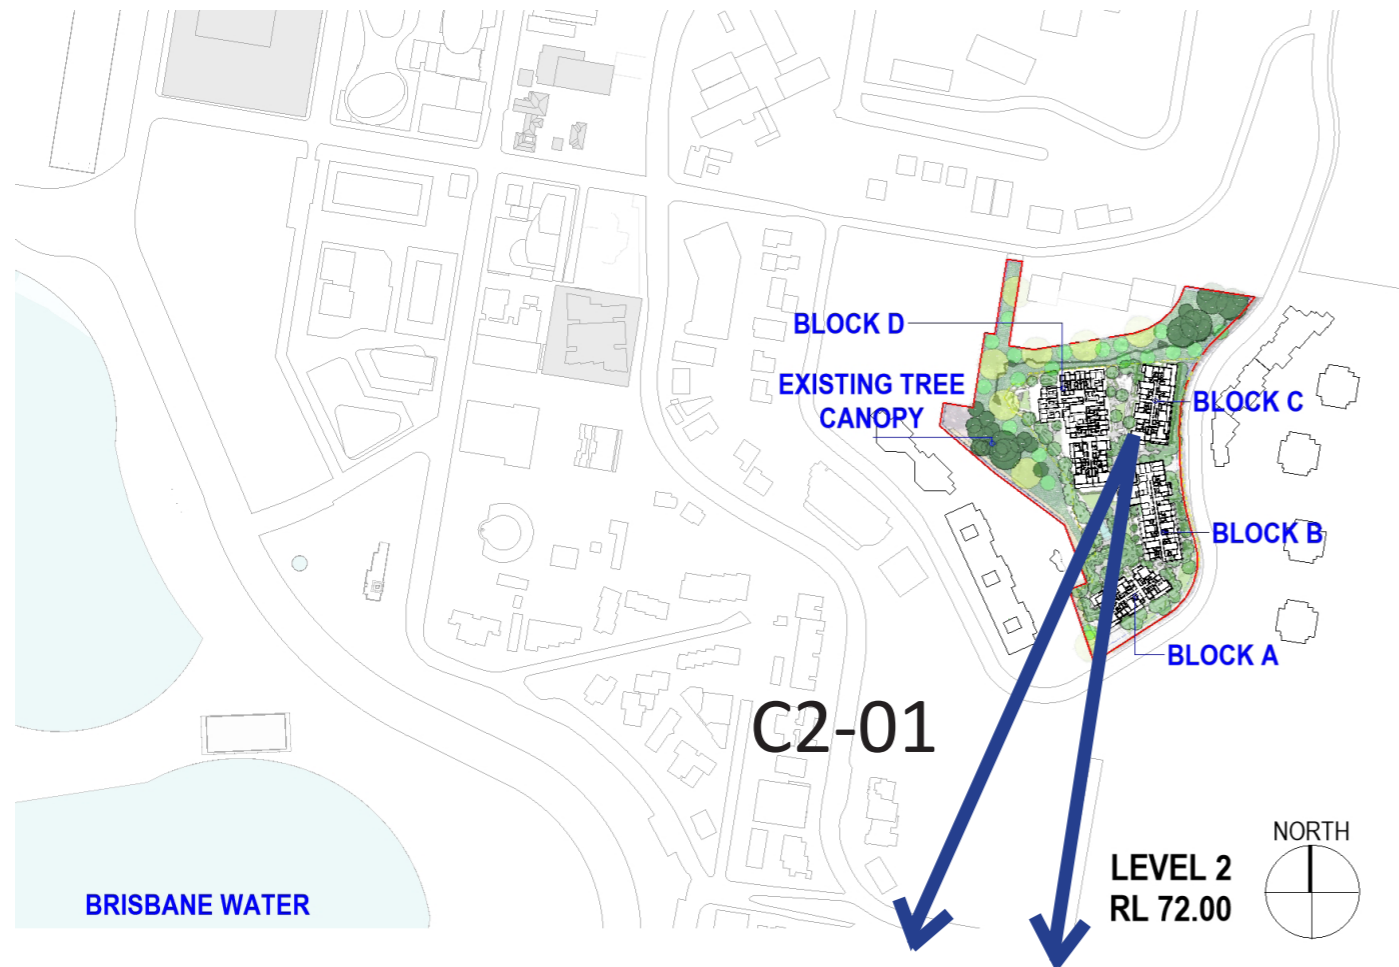 BLOCK D
EXISTING TREE
CANOPY
BLOCK C
BLOCK B
BLOCK A
C2-01
NORTH
LEVEL 2
RL 72.00
BRISBANE WATER